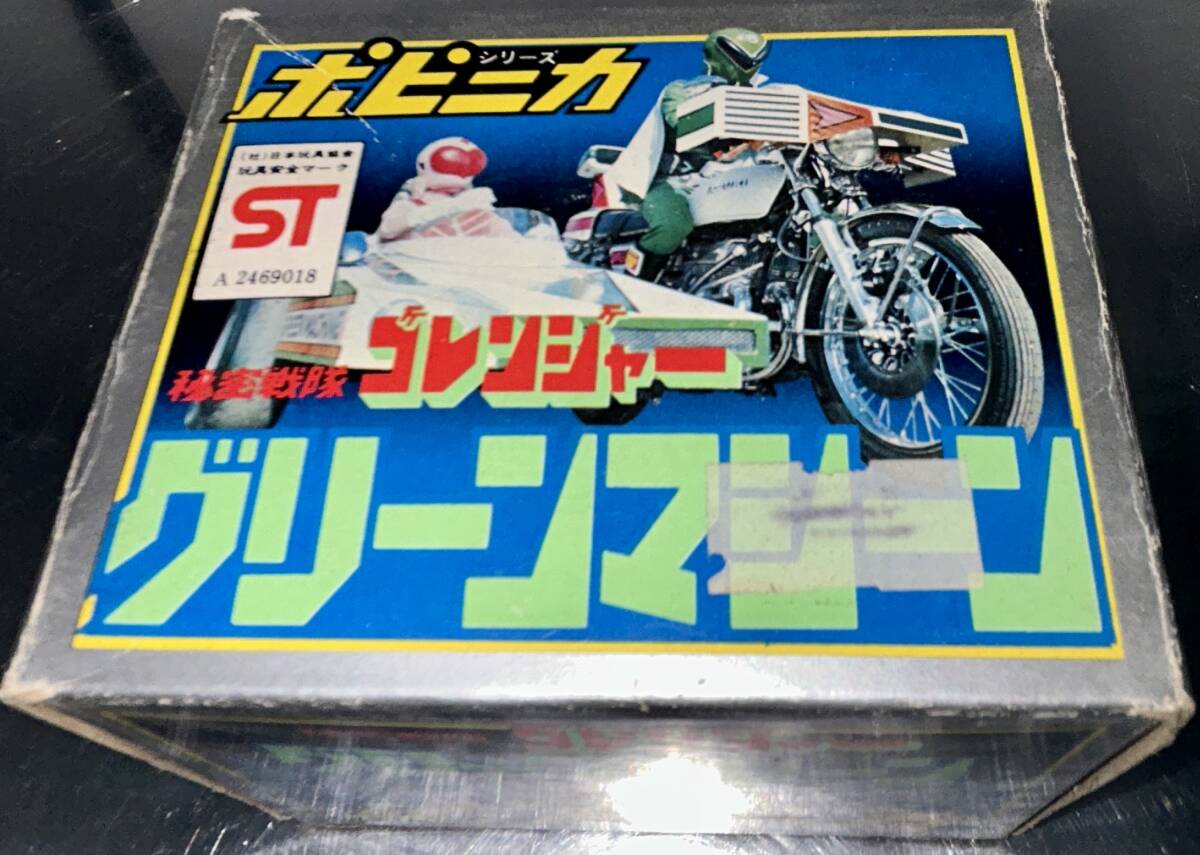 ポピニカ
シリーズ
(社)日本玩具協会
玩具安全マーク
ST
A 2469018
秘密戦隊 ゴレンジャー
グリーンマシーン